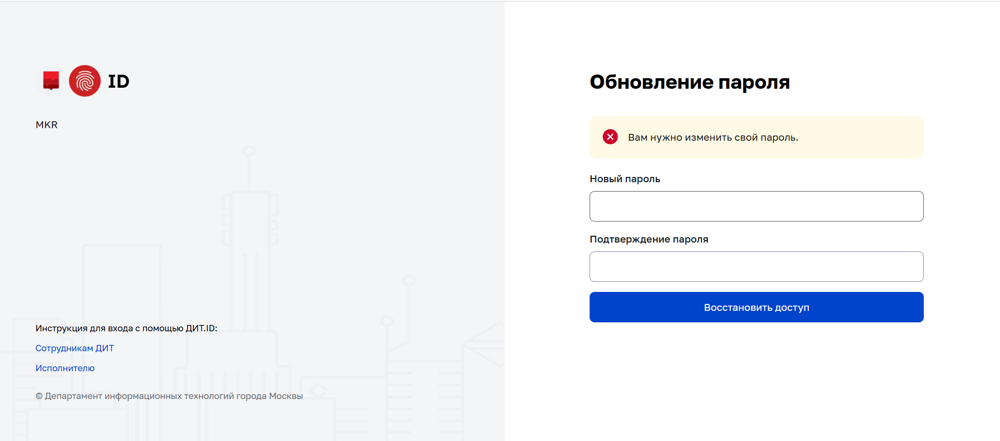 ID
MKR
Инструкция для входа с помощью ДИТ.ID:
Сотрудникам ДИТ
Исполнителю
© Департамент информационных технологий города Москвы
Обновление пароля
Вам нужно изменить свой пароль.
Новый пароль
Подтверждение пароля
Восстановить доступ